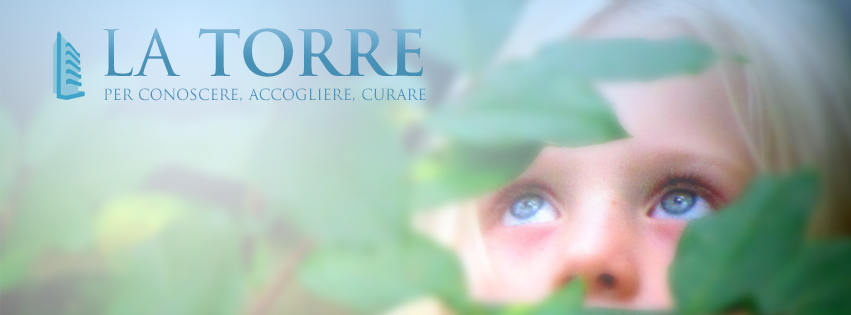 LA TORRE
PER CONOSCERE, ACCOGLIERE, CURARE